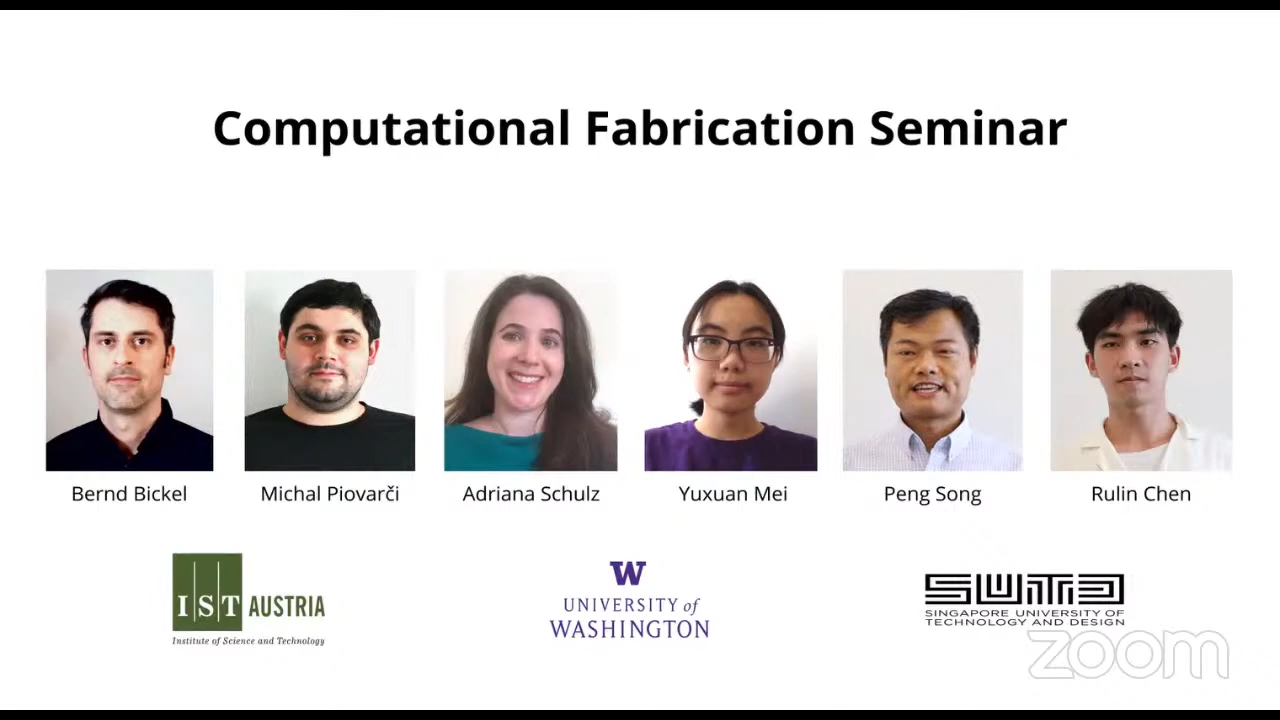 Computational Fabrication Seminar
Bernd Bickel
Michal Piovarči
Adriana Schulz
Yuxuan Mei
Peng Song
Rulin Chen
IST AUSTRIA
Institute of Science and Technology
W
UNIVERSITY of
WASHINGTON
SUTD
SINGAPORE UNIVERSITY OF
TECHNOLOGY AND DESIGN
zoom